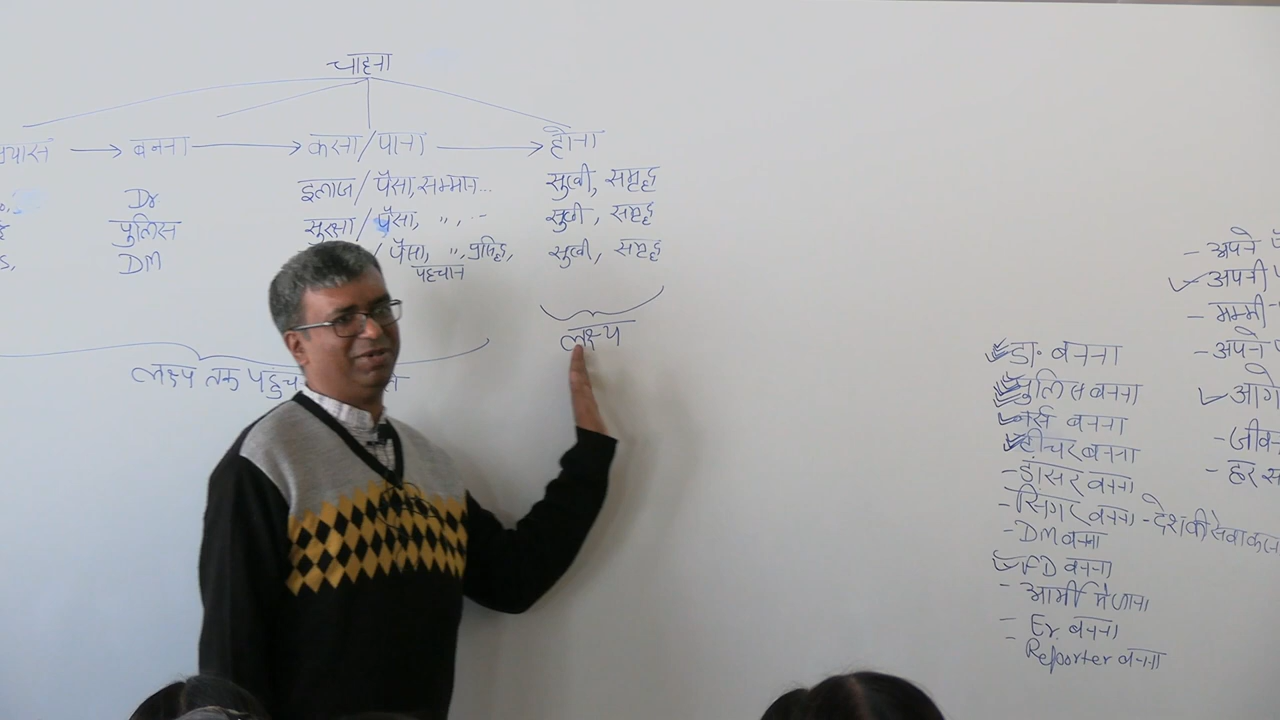 चाहना
बनना → करना/पाना → होना
Dr इलाज/पैसा, सम्मान... सुखी, समृद्ध
पुलिस सुरक्षा/पैसा, ,, .. सुखी, समृद्ध
DM /पैसा, ,, प्रसिद्धि, सुखी, समृद्ध
पहचान
लक्ष्य
लक्ष्य तक पहुंच
- अपने
✓ अपनी
- मम्मी
- अपने
✓ आगे
- जीवन
- हर
✓ डा. बनना
✓ पुलिस बनना
✓ नर्स बनना
✓ टीचर बनना
- डांसर बनना
- सिंगर बनना - देश की सेवा करना
- DM बनना
बनना
- आर्मी में जाना
- Er. बनना
- Reporter बनना